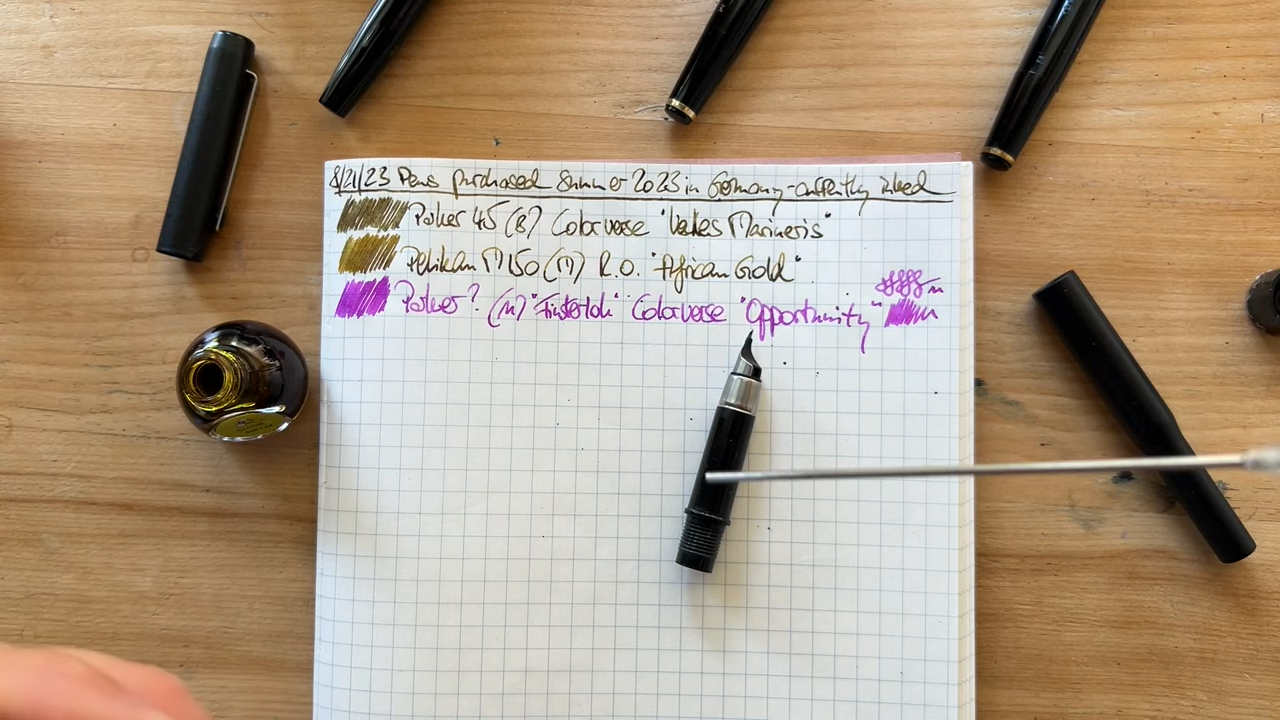 8/21/23 Pens purchased Summer 2023 in Germany - currently inked
Parker 45 (B) Colorverse "Valles Marineris"
Pelikan M150 (M) R.O. "African Gold"
Parker ? (M) Colorverse "Opportunity"